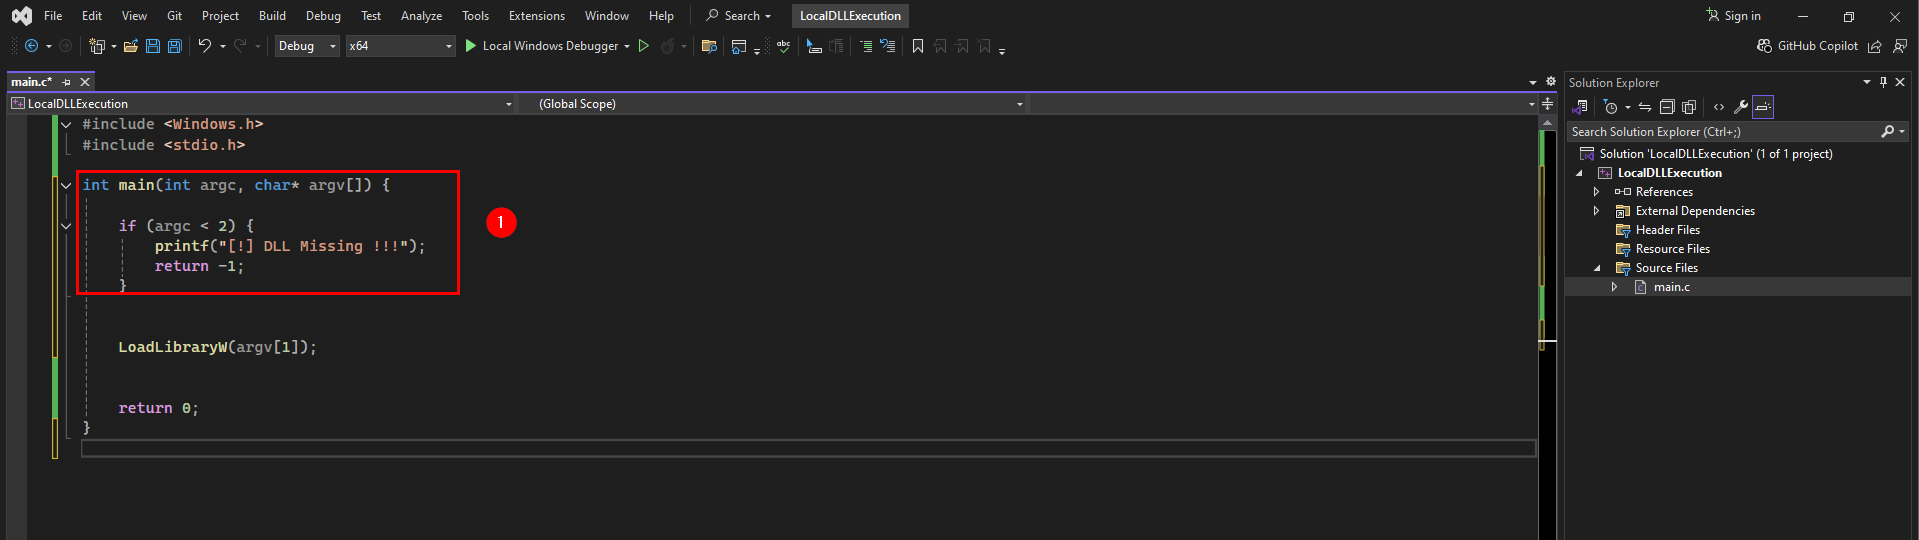 File Edit View Git Project Build Debug Test Analyze Tools Extensions Window Help Search LocalDLLExecution Sign in
Debug x64 Local Windows Debugger abc GitHub Copilot
main.c*
LocalDLLExecution (Global Scope)
#include <Windows.h>
#include <stdio.h>
int main(int argc, char* argv[]) {
if (argc < 2) {
printf("[!] DLL Missing !!!");
return -1;
}
1
LoadLibraryW(argv[1]);
return 0;
}
Solution Explorer
Search Solution Explorer (Ctrl+;)
Solution 'LocalDLLExecution' (1 of 1 project)
LocalDLLExecution
References
External Dependencies
Header Files
Resource Files
Source Files
main.c